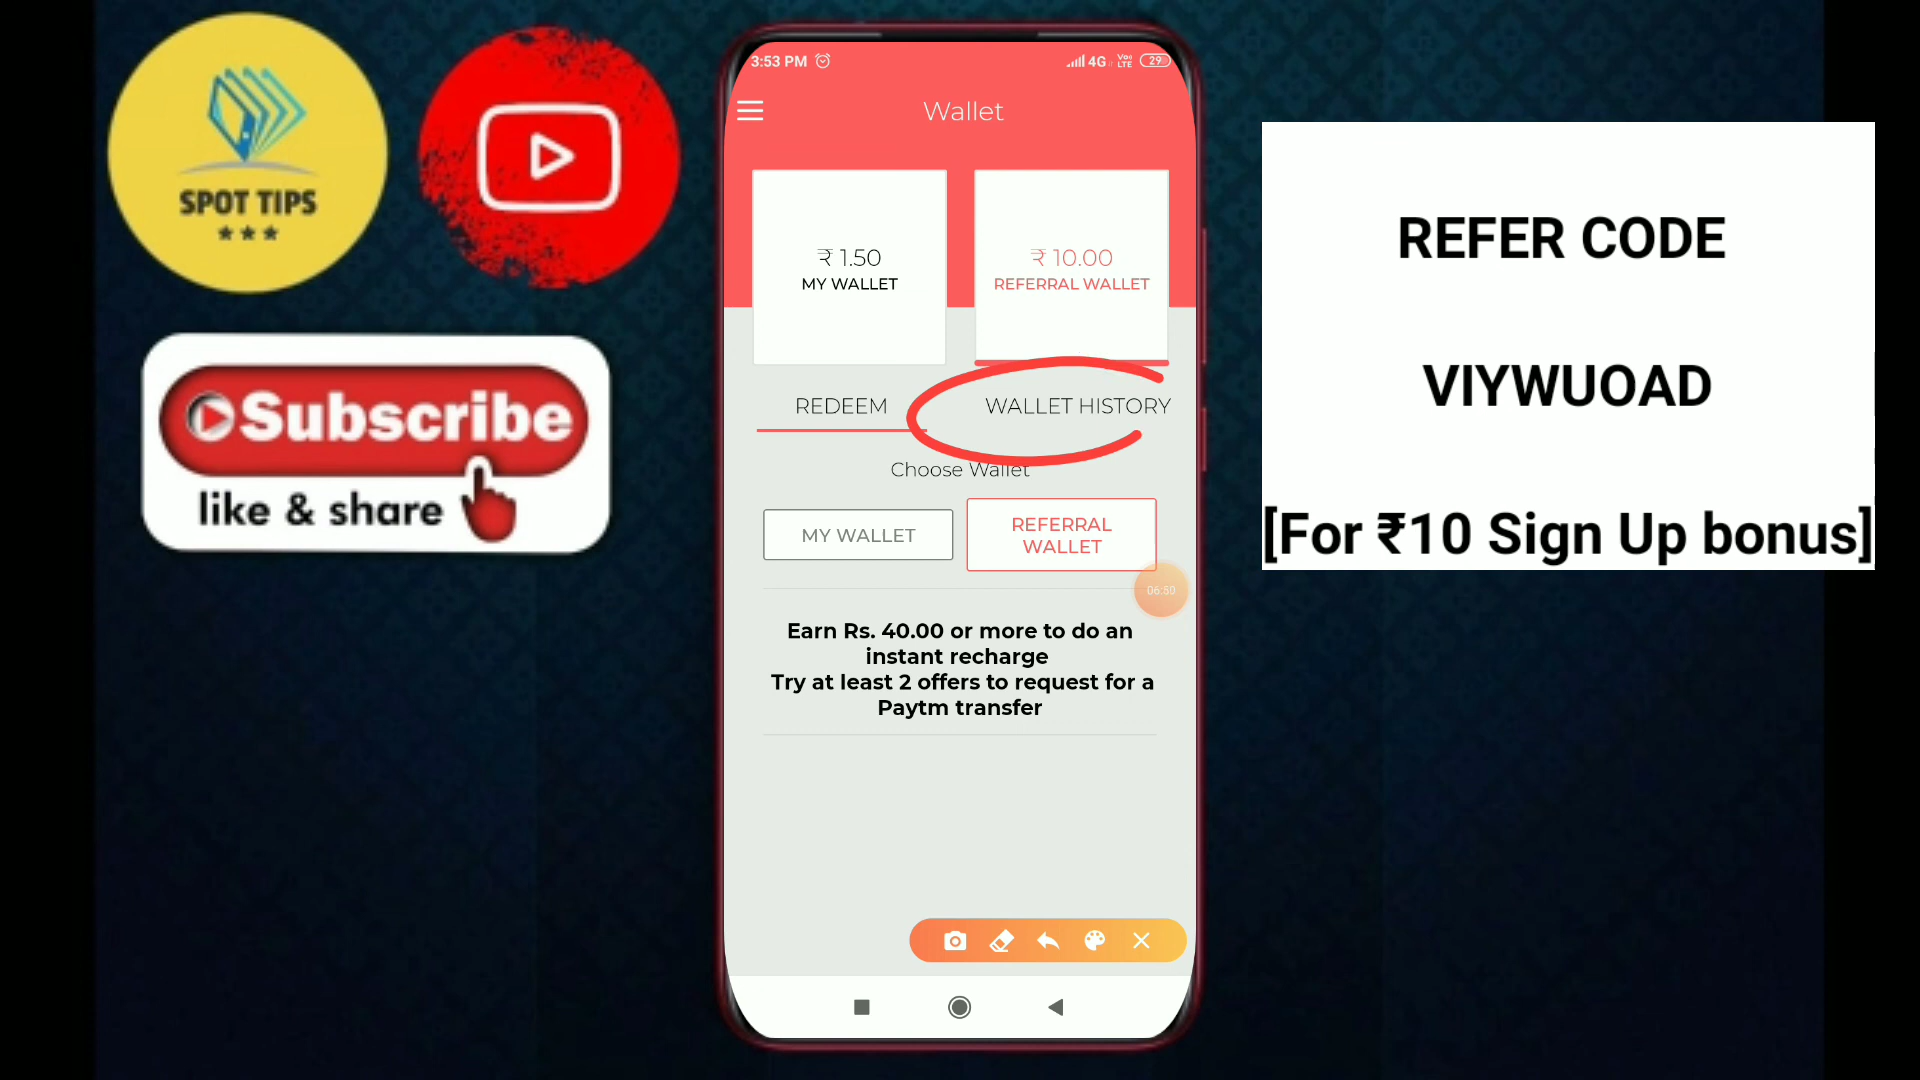 SPOT TIPS
Subscribe
like & share
3:53 PM
4G
Vo
LTE
29
Wallet
₹ 1.50
MY WALLET
₹ 10.00
REFERRAL WALLET
REDEEM
WALLET HISTORY
Choose Wallet
MY WALLET
REFERRAL
WALLET
06:50
Earn Rs. 40.00 or more to do an
instant recharge
Try at least 2 offers to request for a
Paytm transfer
REFER CODE
VIYWUOAD
[For ₹10 Sign Up bonus]